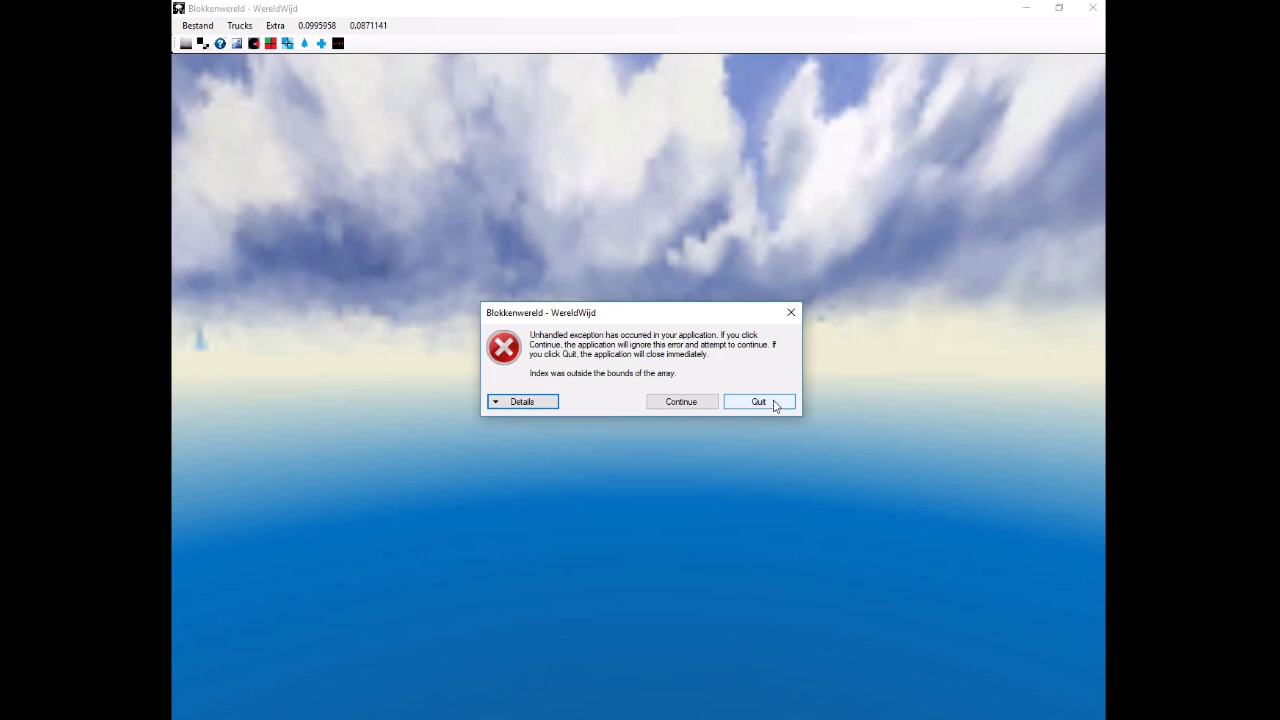 Blokkenwereld - WereldWijd
Bestand Trucks Extra 0.0995958 0,0871141
Blokkenwereld - WereldWijd
Unhandled exception has occurred in your application. If you click
Continue, the application will ignore this error and attempt to continue. If
you click Quit, the application will close immediately.
Index was outside the bounds of the array.
Details Continue Quit